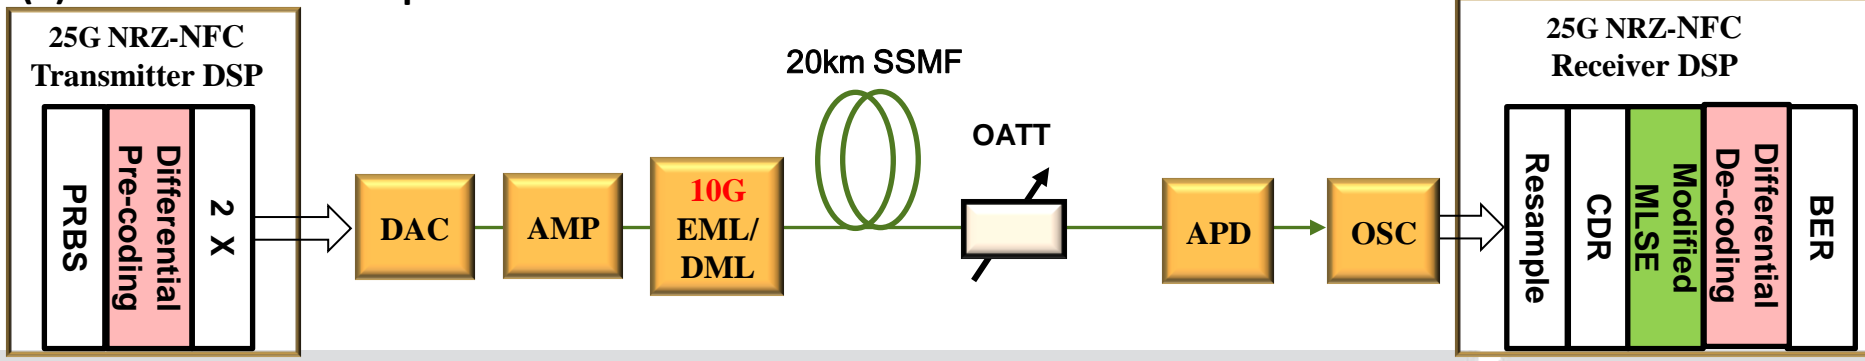 25G NRZ-NFC
Transmitter DSP
PRBS
Differential
Pre-coding
2 X
DAC
AMP
10G
EML/
DML
20km SSMF
OATT
APD
OSC
25G NRZ-NFC
Receiver DSP
Resample
CDR
Modified
MLSE
Differential
De-coding
BER